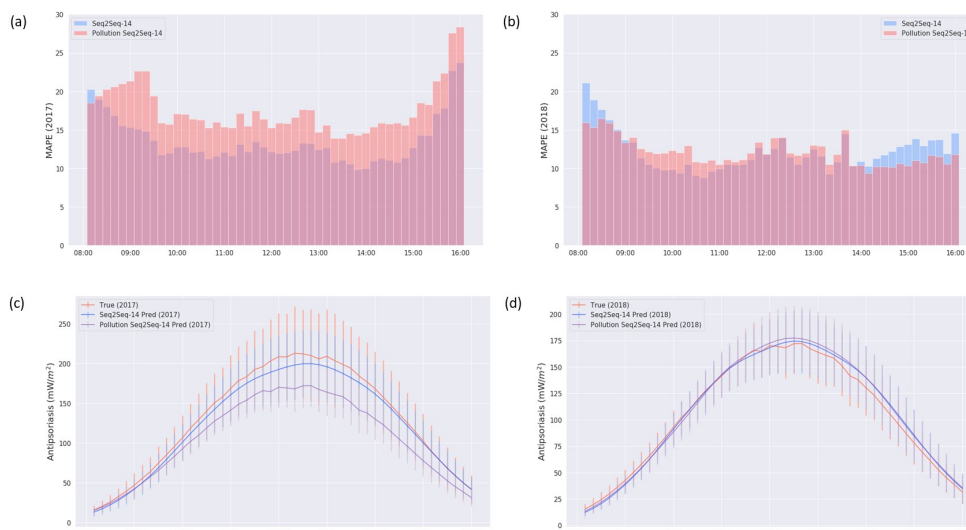 (a)
30
25
20
15
10
5
0
MAPE (2017)
Seq2Seq-14
Pollution Seq2Seq-14
08:00 09:00 10:00 11:00 12:00 13:00 14:00 15:00 16:00
(b)
30
25
20
15
10
5
0
MAPE (2018)
Seq2Seq-14
Pollution Seq2Seq-1
08:00 09:00 10:00 11:00 12:00 13:00 14:00 15:00 16:00
(c)
250
200
150
100
50
0
Antipsoriasis (mW/m²)
True (2017)
Seq2Seq-14 Pred (2017)
Pollution Seq2Seq-14 Pred (2017)
(d)
200
175
150
125
100
75
50
25
0
Antipsoriasis (mW/m²)
True (2018)
Seq2Seq-14 Pred (2018)
Pollution Seq2Seq-14 Pred (2018)